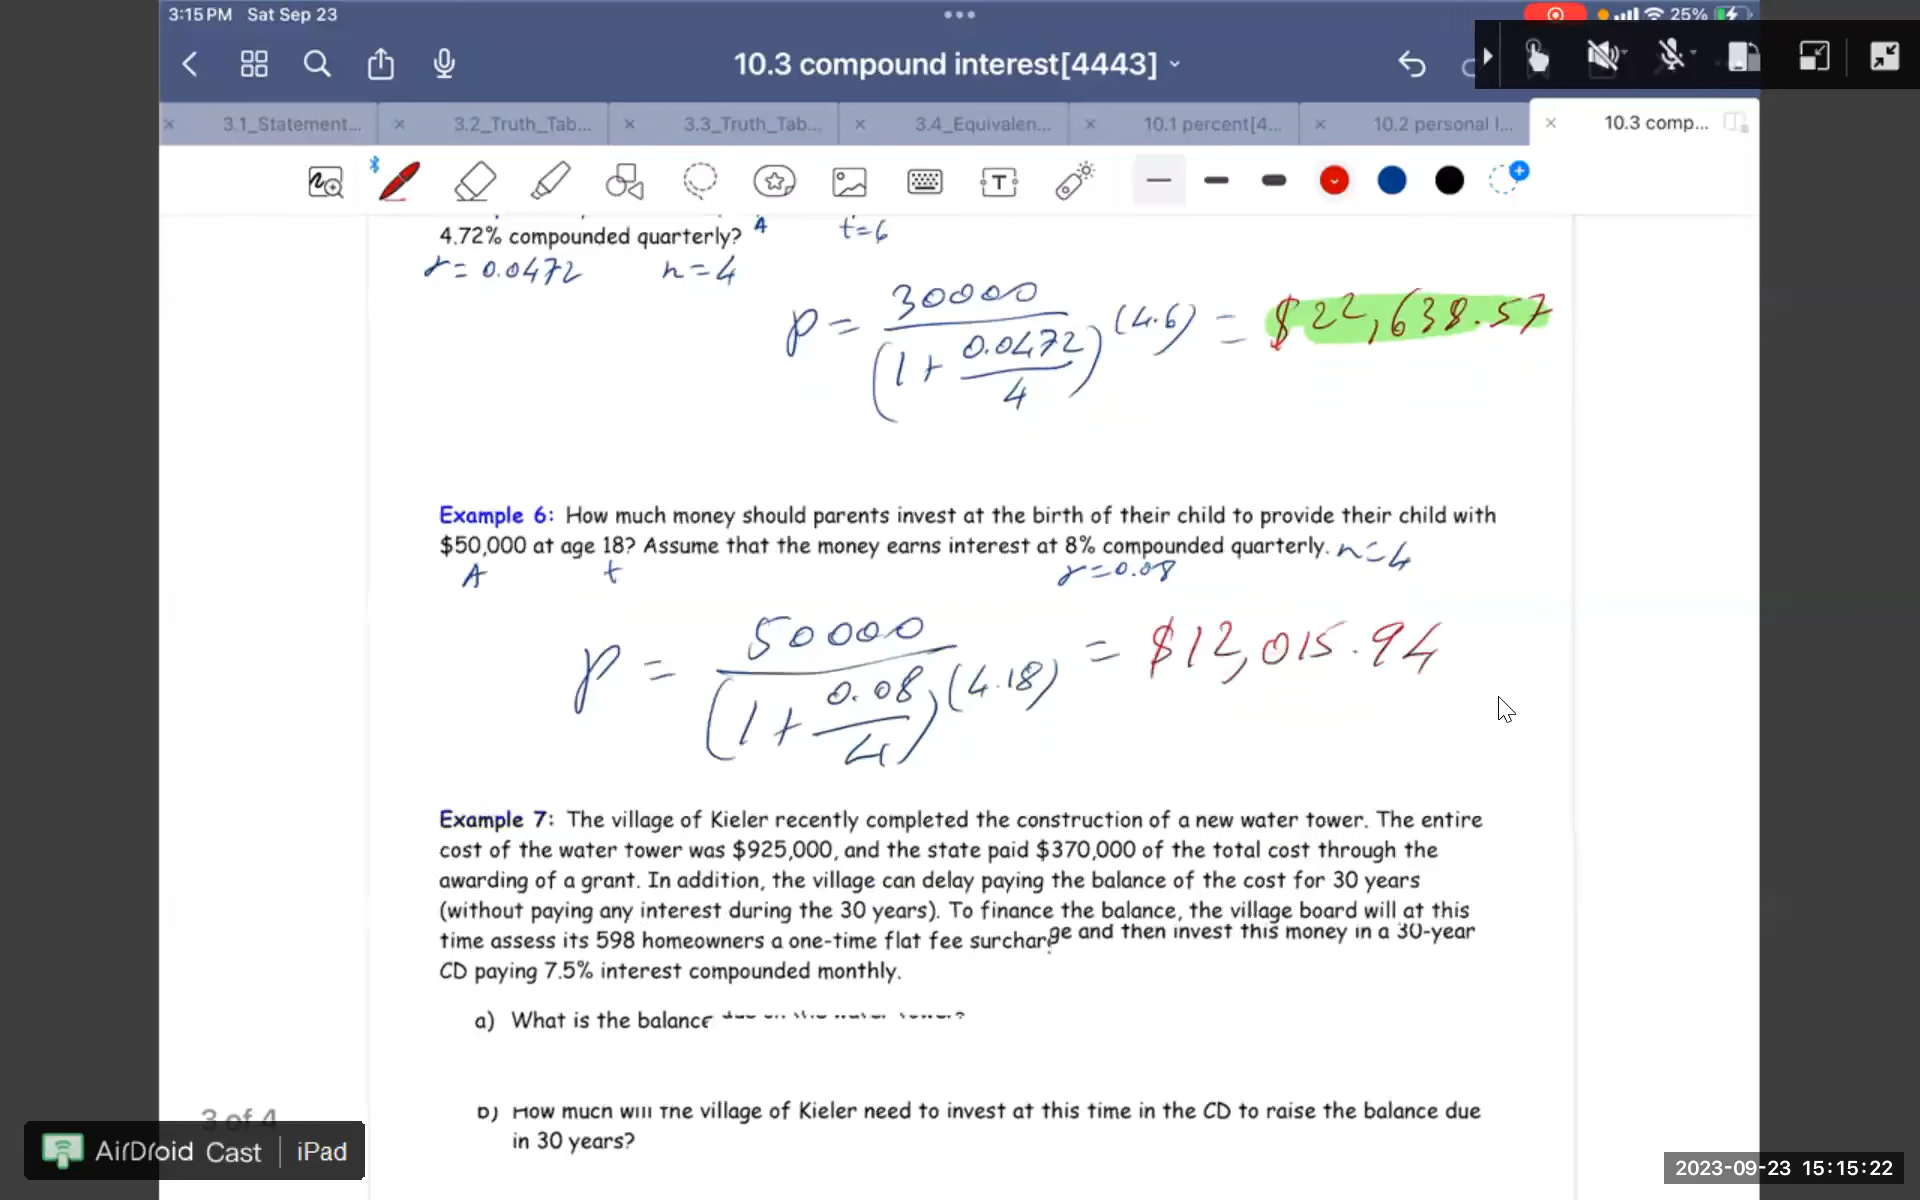 3:15 PM Sat Sep 23
25%
10.3 compound interest[4443]
3.1_Statement...
3.2_Truth_Tab...
3.3_Truth_Tab...
3.4_Equivalen...
10.1 percent[4...
10.2 personal l...
10.3 comp...
4.72% compounded quarterly? A t=6
r=0.0472 n=4
p = 30000 / (1 + 0.0472/4)^(4·6) = $22,638.57
Example 6: How much money should parents invest at the birth of their child to provide their child with
$50,000 at age 18? Assume that the money earns interest at 8% compounded quarterly. n=4
A t r=0.08
p = 50000 / (1 + 0.08/4)^(4·18) = $12,015.94
Example 7: The village of Kieler recently completed the construction of a new water tower. The entire
cost of the water tower was $925,000, and the state paid $370,000 of the total cost through the
awarding of a grant. In addition, the village can delay paying the balance of the cost for 30 years
(without paying any interest during the 30 years). To finance the balance, the village board will at this
time assess its 598 homeowners a one-time flat fee surcharge and then invest this money in a 30-year
CD paying 7.5% interest compounded monthly.
a) What is the balance
b) How much will the village of Kieler need to invest at this time in the CD to raise the balance due
in 30 years?
3 of 4
AirDroid Cast | iPad
2023-09-23 15:15:22